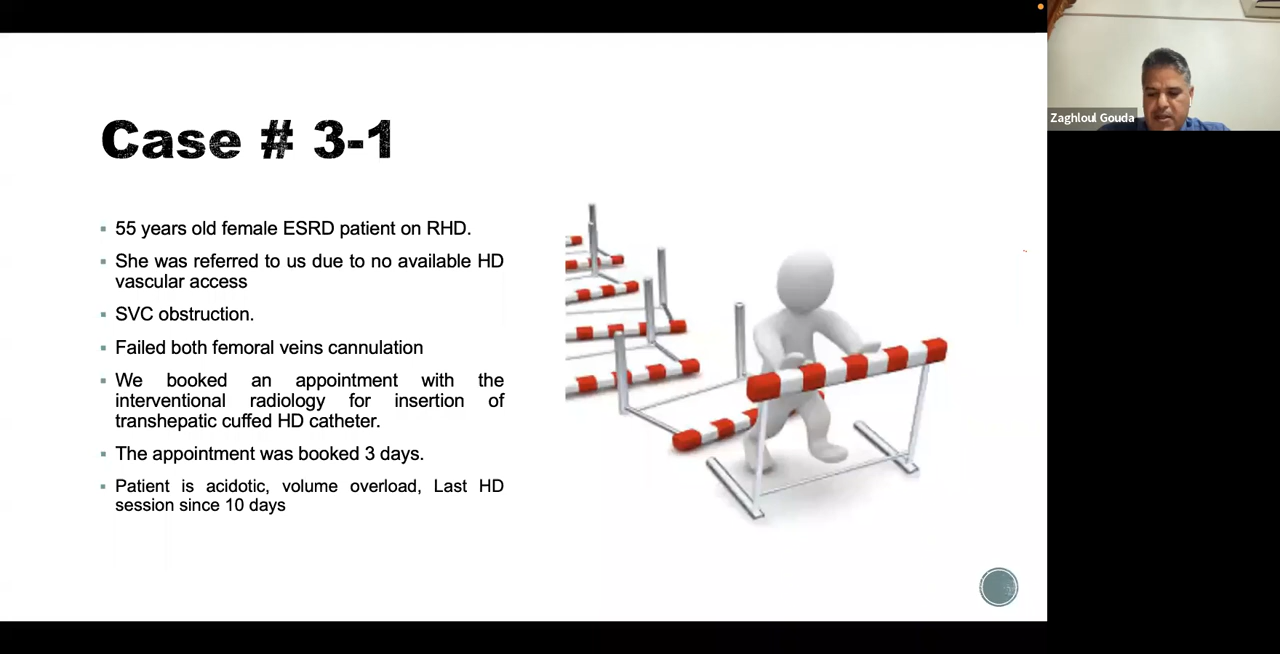 Case # 3-1
55 years old female ESRD patient on RHD.
She was referred to us due to no available HD
vascular access
SVC obstruction.
Failed both femoral veins cannulation
We booked an appointment with the
interventional radiology for insertion of
transhepatic cuffed HD catheter.
The appointment was booked 3 days.
Patient is acidotic, volume overload, Last HD
session since 10 days
Zaghloul Gouda